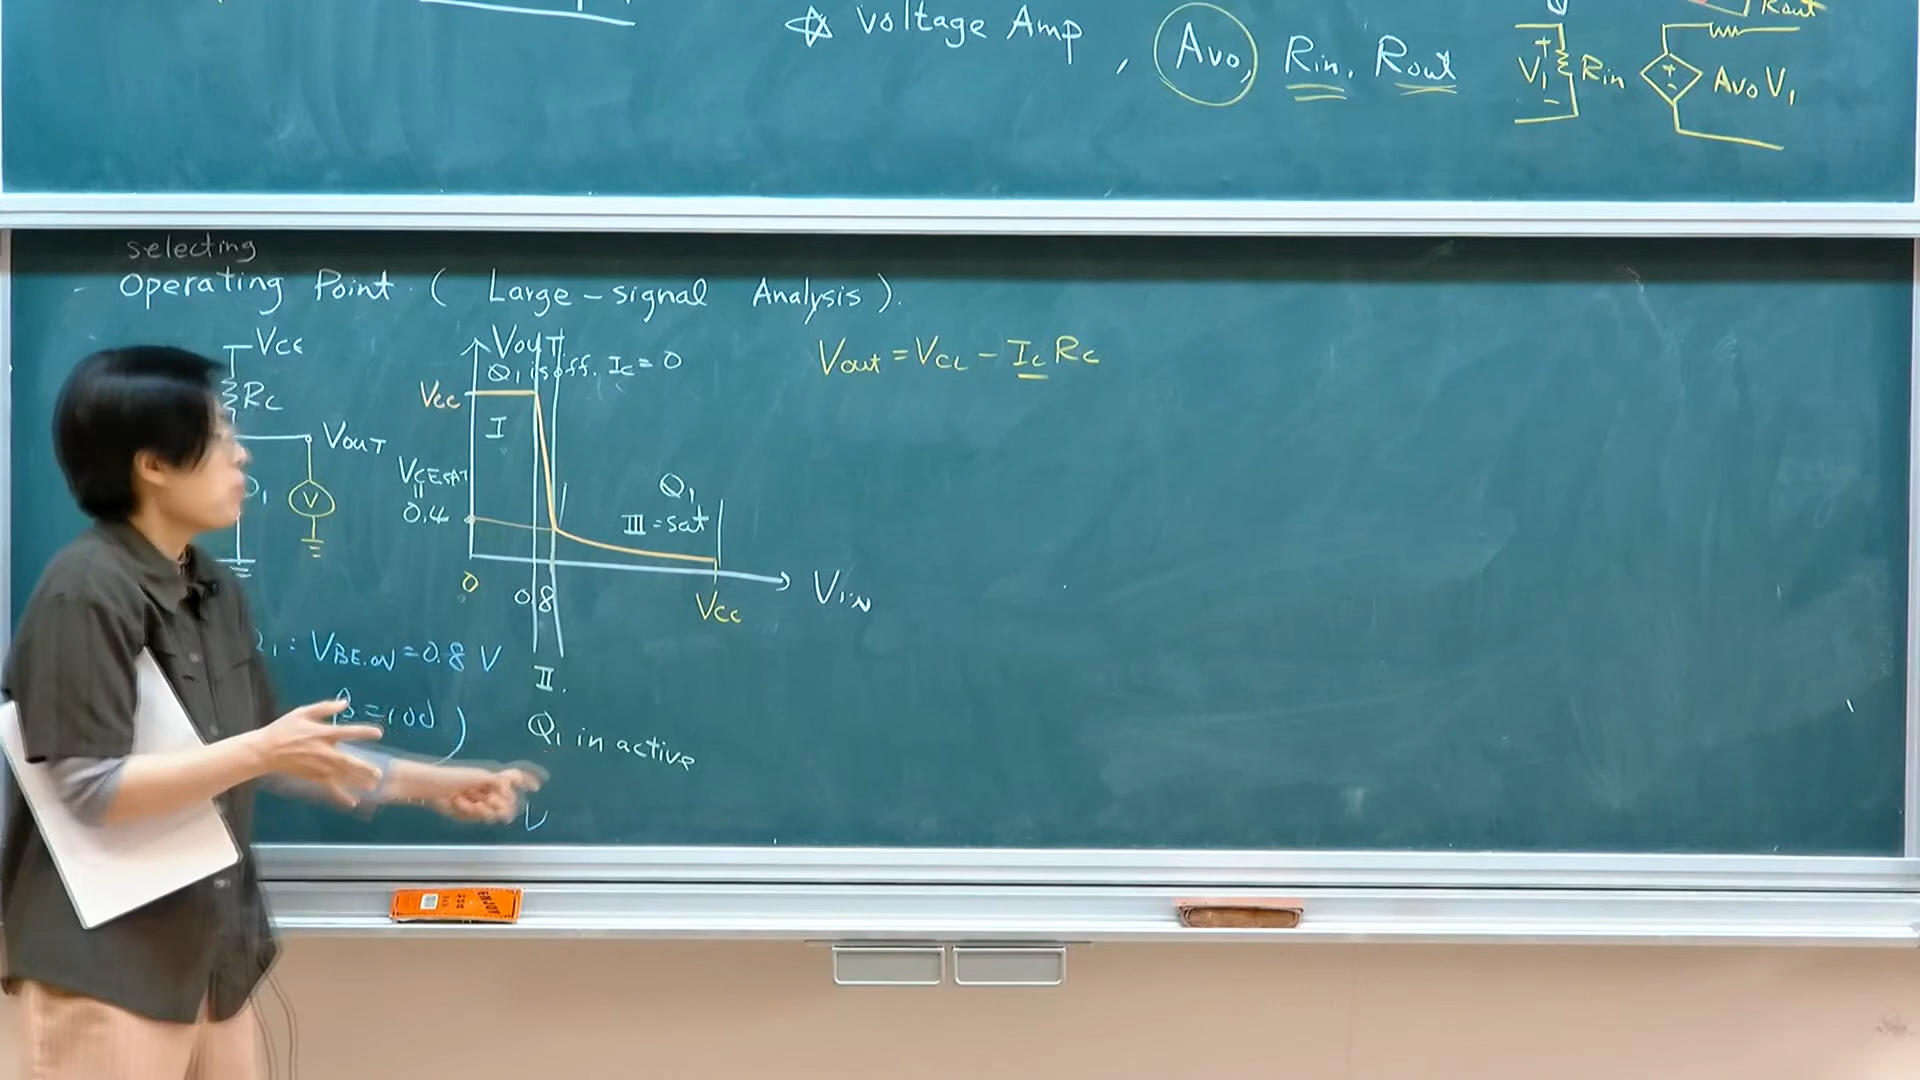 ☆ Voltage Amp, Avo, Rin, Rout
Rout
+
V1
-
Rin
+
-
Avo V1
selecting
- Operating Point. ( Large-signal Analysis ).
VCC
RC
VOUT
V
VOUT
Q1 is off. IC = 0
VCC
I
VCESAT
=
0.4
Q1
III = sat
0
0.8
VCC
VIN
Vout = VCC - IC RC
: VBE.ON = 0.8 V
β = 100 )
II.
Q1 in active
ENJOY